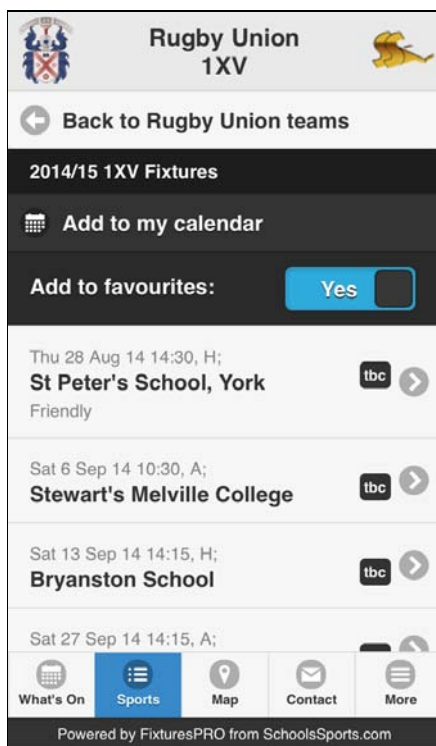 Rugby Union
1XV
Back to Rugby Union teams
2014/15 1XV Fixtures
Add to my calendar
Add to favourites:
Yes
Thu 28 Aug 14 14:30, H;
St Peter's School, York
tbc
Friendly
Sat 6 Sep 14 10:30, A;
Stewart's Melville College
tbc
Sat 13 Sep 14 14:15, H;
Bryanston School
tbc
Sat 27 Sep 14 14:15, A;
What's On
Sports
Map
Contact
More
Powered by FixturesPRO from SchoolsSports.com